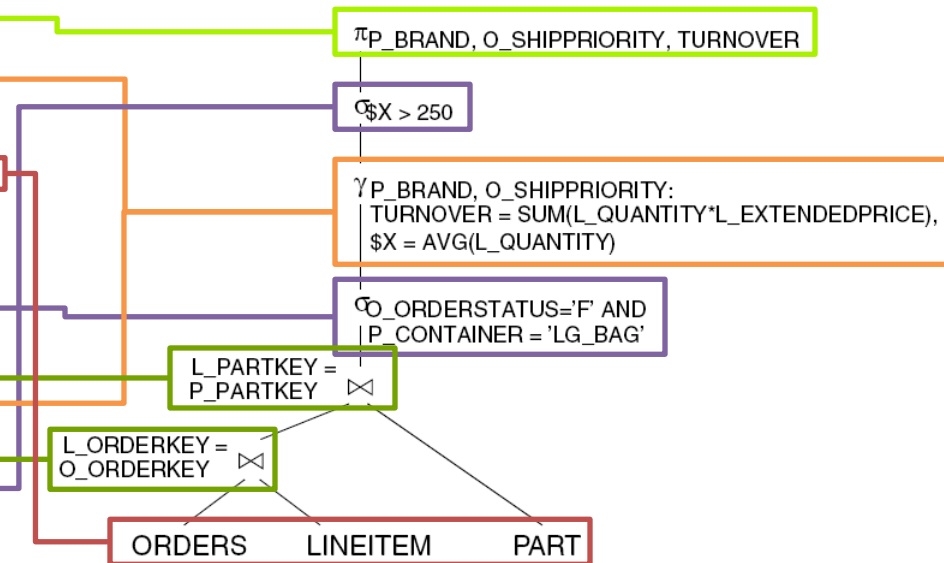 πP_BRAND, O_SHIPPRIORITY, TURNOVER
σ$X > 250
γ P_BRAND, O_SHIPPRIORITY:
TURNOVER = SUM(L_QUANTITY*L_EXTENDEDPRICE),
$X = AVG(L_QUANTITY)
σO_ORDERSTATUS='F' AND
P_CONTAINER = 'LG_BAG'
L_PARTKEY =
P_PARTKEY ⋈
L_ORDERKEY =
O_ORDERKEY ⋈
ORDERS LINEITEM PART